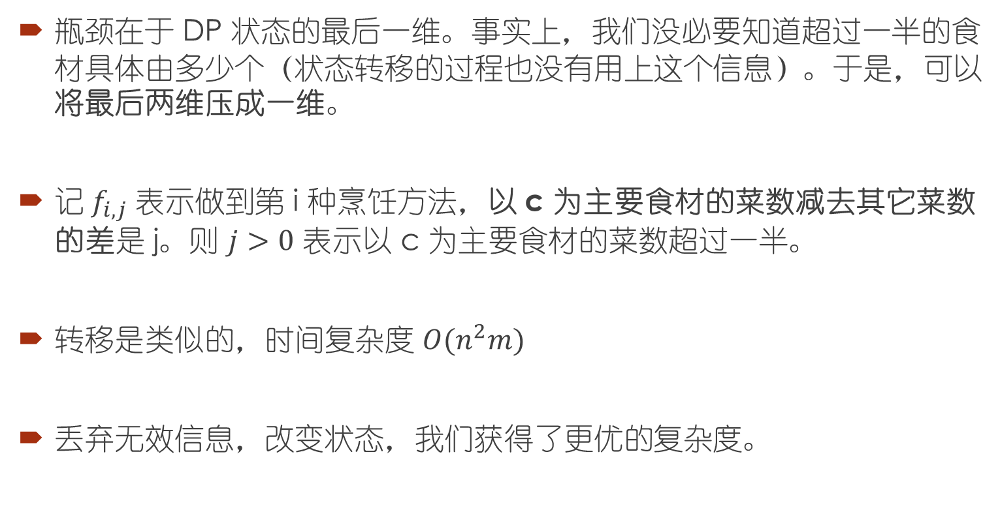 瓶颈在于 DP 状态的最后一维。事实上，我们没必要知道超过一半的食
材具体由多少个（状态转移的过程也没有用上这个信息）。于是，可以
将最后两维压成一维。
记 $f_{i,j}$ 表示做到第 i 种烹饪方法，以 c 为主要食材的菜数减去其它菜数
的差是 j。则 $j > 0$ 表示以 c 为主要食材的菜数超过一半。
转移是类似的，时间复杂度 $O(n^2m)$
丢弃无效信息，改变状态，我们获得了更优的复杂度。